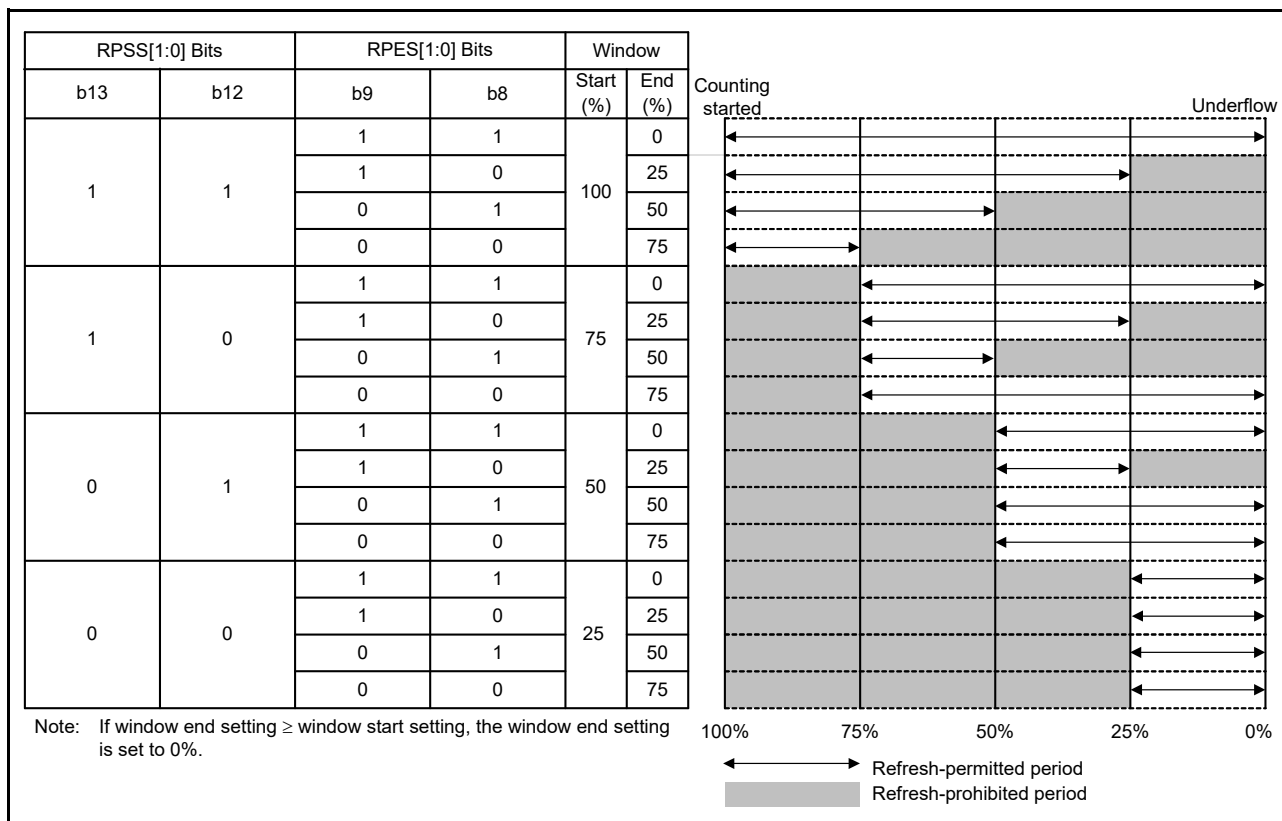 RPSS[1:0] Bits RPES[1:0] Bits Window
b13 b12 b9 b8 Start (%) End (%)
Counting started
Underflow
1 1 0
1 0 25
1 1 100
0 1 50
0 0 75
1 1 0
1 0 25
1 0 75
0 1 50
0 0 75
1 1 0
1 0 25
0 1 50
0 1 50
0 0 75
1 1 0
1 0 25
0 0 25
0 1 50
0 0 75
Note: If window end setting ≥ window start setting, the window end setting
is set to 0%.
100% 75% 50% 25% 0%
Refresh-permitted period
Refresh-prohibited period